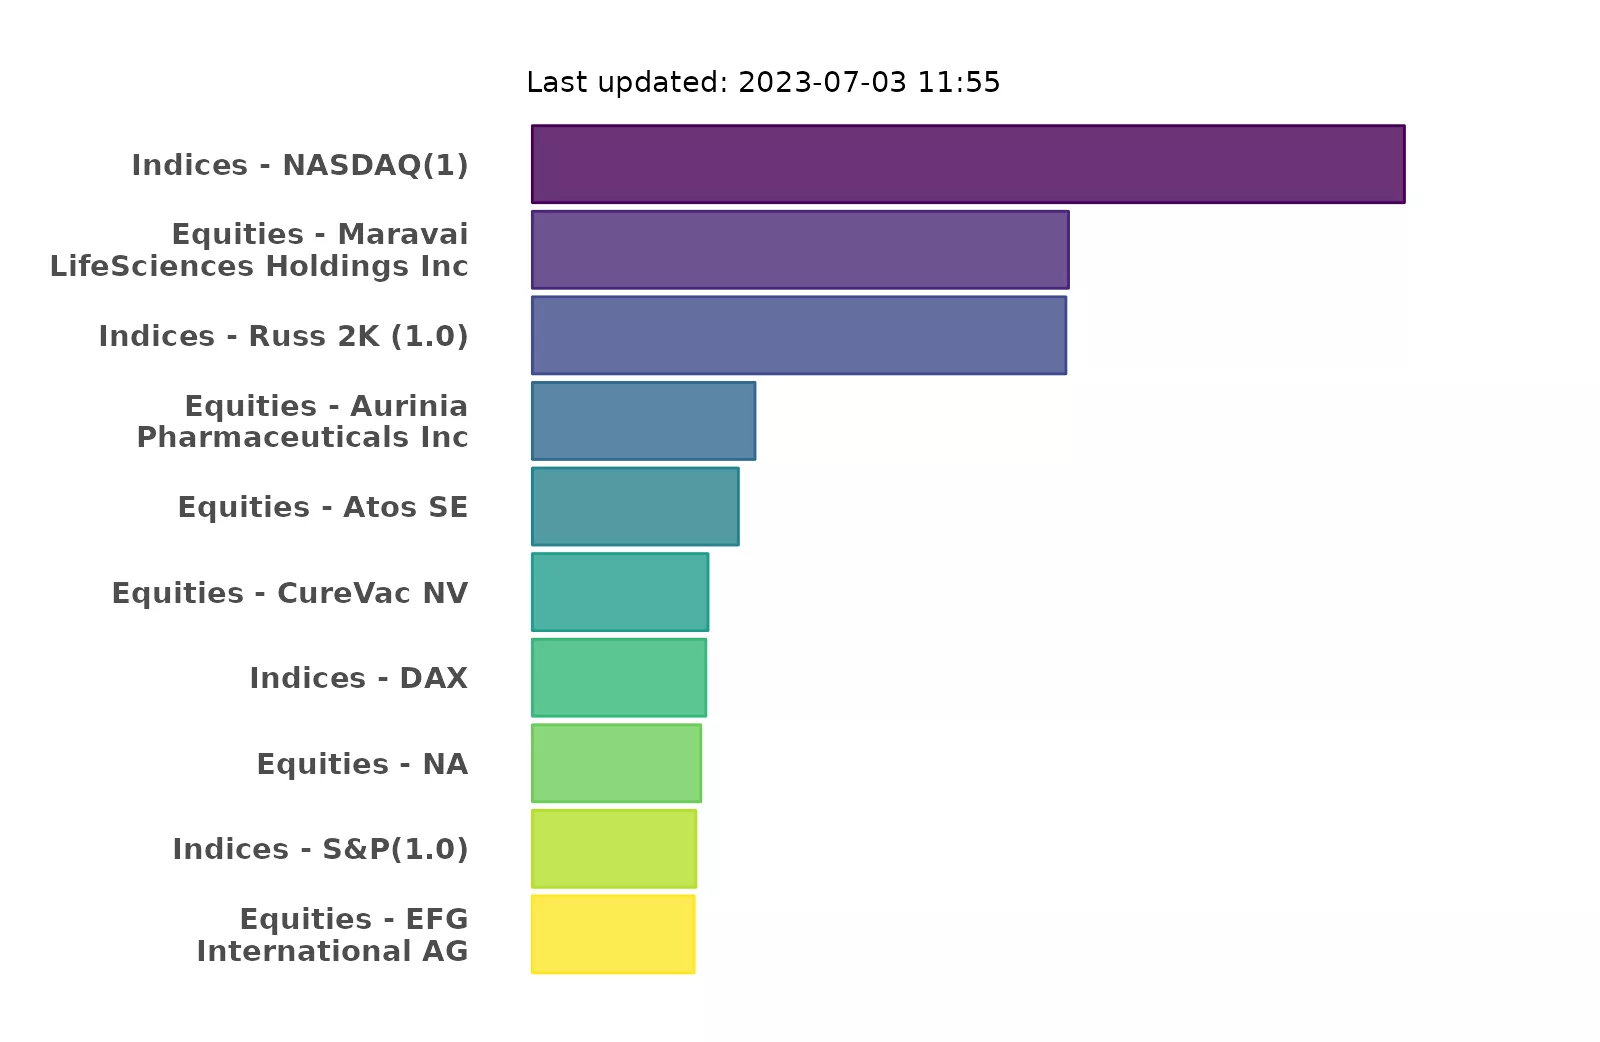 Last updated: 2023-07-03 11:55
Indices - NASDAQ(1)
Equities - Maravai
LifeSciences Holdings Inc
Indices - Russ 2K (1.0)
Equities - Aurinia
Pharmaceuticals Inc
Equities - Atos SE
Equities - CureVac NV
Indices - DAX
Equities - NA
Indices - S&P(1.0)
Equities - EFG
International AG